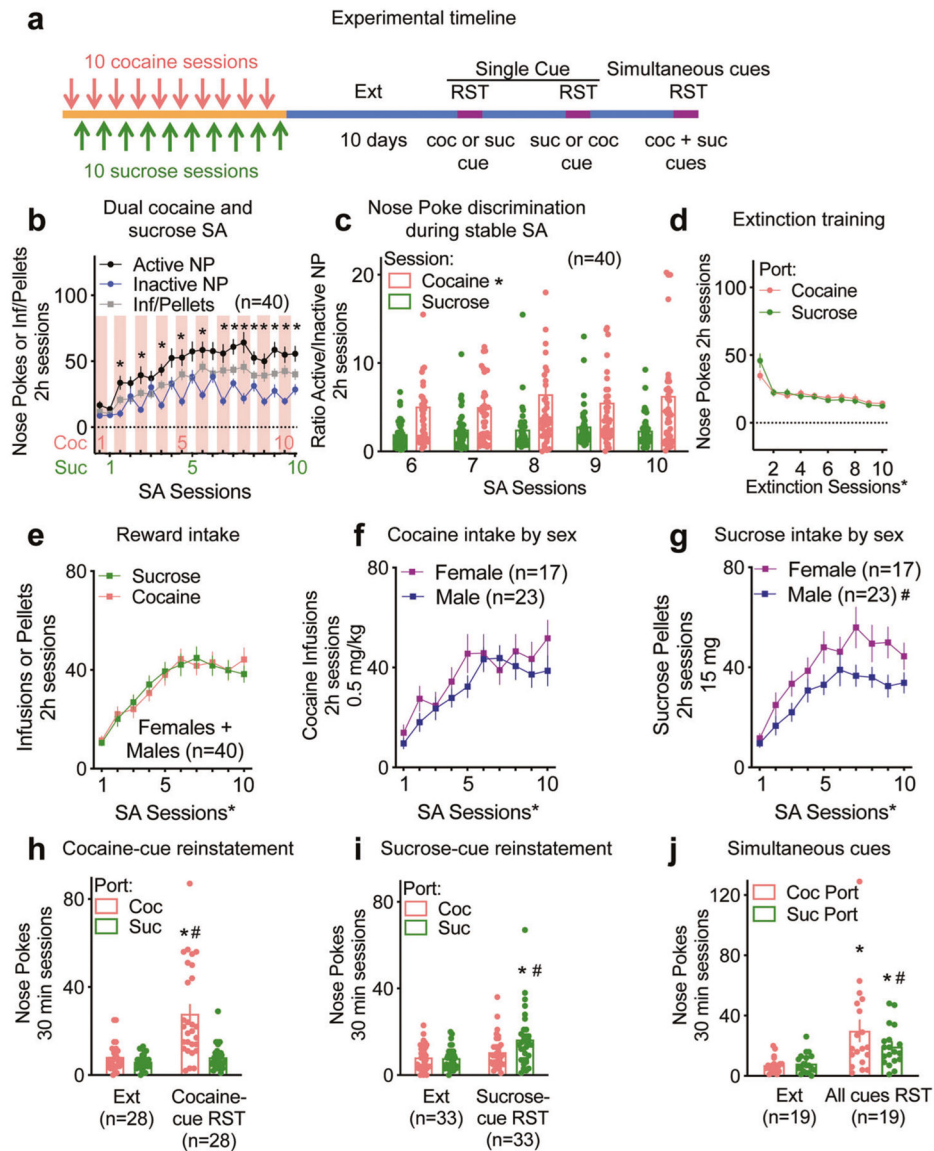 a
Experimental timeline
10 cocaine sessions
10 sucrose sessions
Ext
10 days
Single Cue
RST
RST
coc or suc
cue
suc or coc
cue
Simultaneous cues
RST
coc + suc
cues
b
Dual cocaine and
sucrose SA
Nose Pokes or Inf/Pellets
2h sessions
Active NP
Inactive NP
Inf/Pellets
(n=40)
100
50
0
* * * * * * * * * * * * *
Coc 1 5 10
Suc 1 5 10
SA Sessions
c
Nose Poke discrimination
during stable SA
Ratio Active/Inactive NP
2h sessions
Session:
Cocaine *
Sucrose
(n=40)
20
10
0
6 7 8 9 10
SA Sessions
d
Extinction training
Nose Pokes 2h sessions
Port:
Cocaine
Sucrose
100
50
0
2 4 6 8 10
Extinction Sessions*
e
Reward intake
Infusions or Pellets
2h sessions
Sucrose
Cocaine
80
40
0
Females +
Males (n=40)
1 5 10
SA Sessions*
f
Cocaine intake by sex
Cocaine Infusions
2h sessions
0.5 mg/kg
Female (n=17)
Male (n=23)
80
40
0
1 5 10
SA Sessions*
g
Sucrose intake by sex
Sucrose Pellets
2h sessions
15 mg
Female (n=17)
Male (n=23) #
80
40
0
1 5 10
SA Sessions*
h
Cocaine-cue reinstatement
Nose Pokes
30 min sessions
Port:
Coc
Suc
80
40
0
*#
Ext
(n=28)
Cocaine-
cue RST
(n=28)
i
Sucrose-cue reinstatement
Nose Pokes
30 min sessions
Port:
Coc
Suc
80
40
0
* #
Ext
(n=33)
Sucrose-
cue RST
(n=33)
j
Simultaneous cues
Nose Pokes
30 min sessions
Coc Port
Suc Port
120
80
40
0
*
* #
Ext
(n=19)
All cues RST
(n=19)